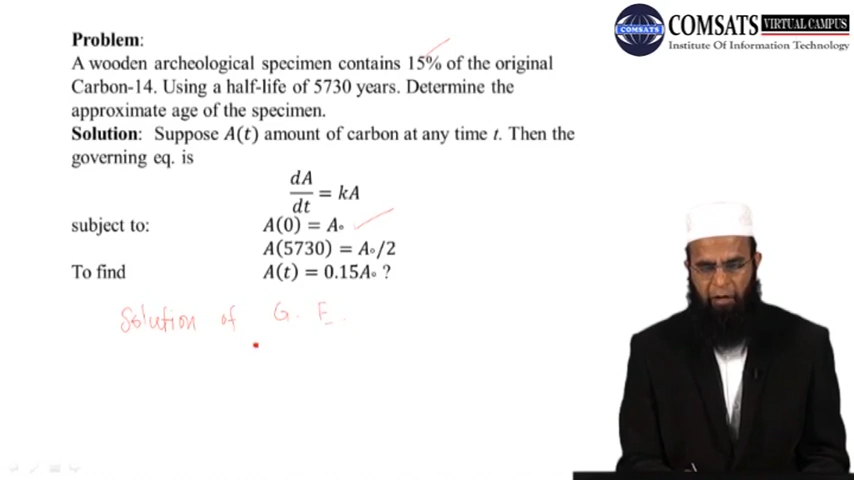 COMSATS VIRTUAL CAMPUS
COMSATS
Institute Of Information Technology
Problem:
A wooden archeological specimen contains 15% of the original
Carbon-14. Using a half-life of 5730 years. Determine the
approximate age of the specimen.
Solution: Suppose A(t) amount of carbon at any time t. Then the
governing eq. is
dA/dt = kA
subject to: A(0) = A∘
A(5730) = A∘/2
To find A(t) = 0.15A∘ ?
Solution of G. E.